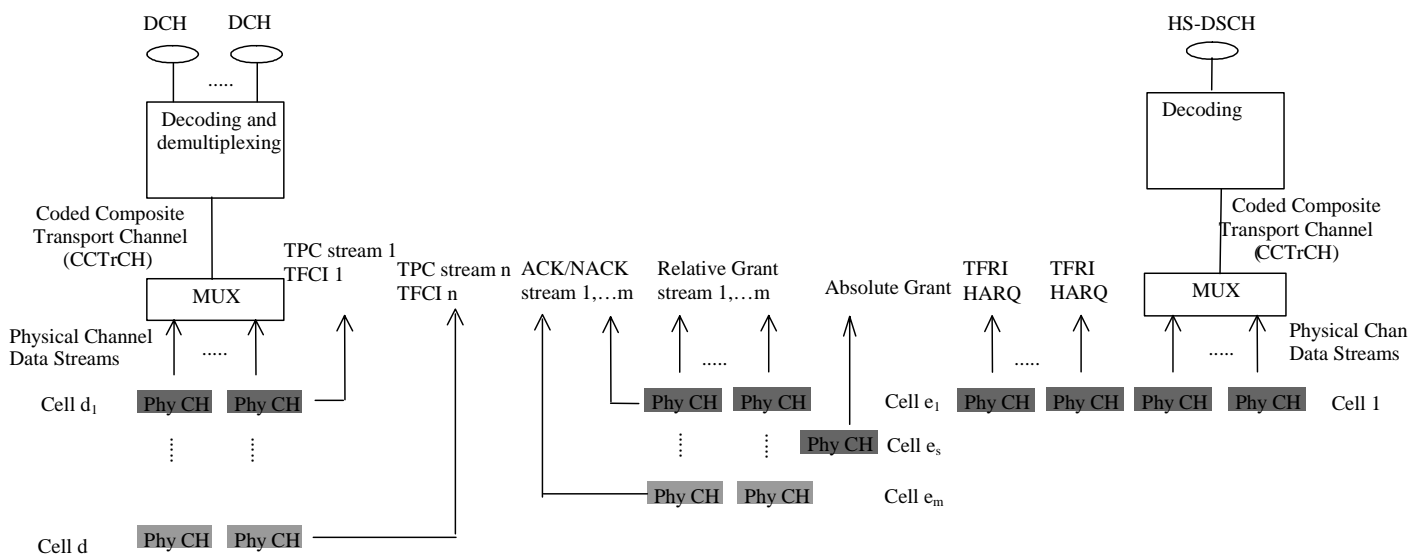 DCH DCH HS-DSCH
.....
Decoding and
demultiplexing
Decoding
Coded Composite
Transport Channel
(CCTrCH)
Coded Composite
Transport Channel
(CCTrCH)
TPC stream 1
TFCI 1
TPC stream n
TFCI n
ACK/NACK
stream 1,…m
Relative Grant
stream 1,…m
Absolute Grant
TFRI
HARQ
TFRI
HARQ
MUX
MUX
Physical Channel
Data Streams
.....
.....
.....
.....
Physical Chan
Data Streams
Cell d1 Phy CH Phy CH
Phy CH Phy CH Cell e1
Phy CH Phy CH Phy CH Phy CH Cell 1
Phy CH Cell es
Phy CH Phy CH Cell em
Cell d Phy CH Phy CH